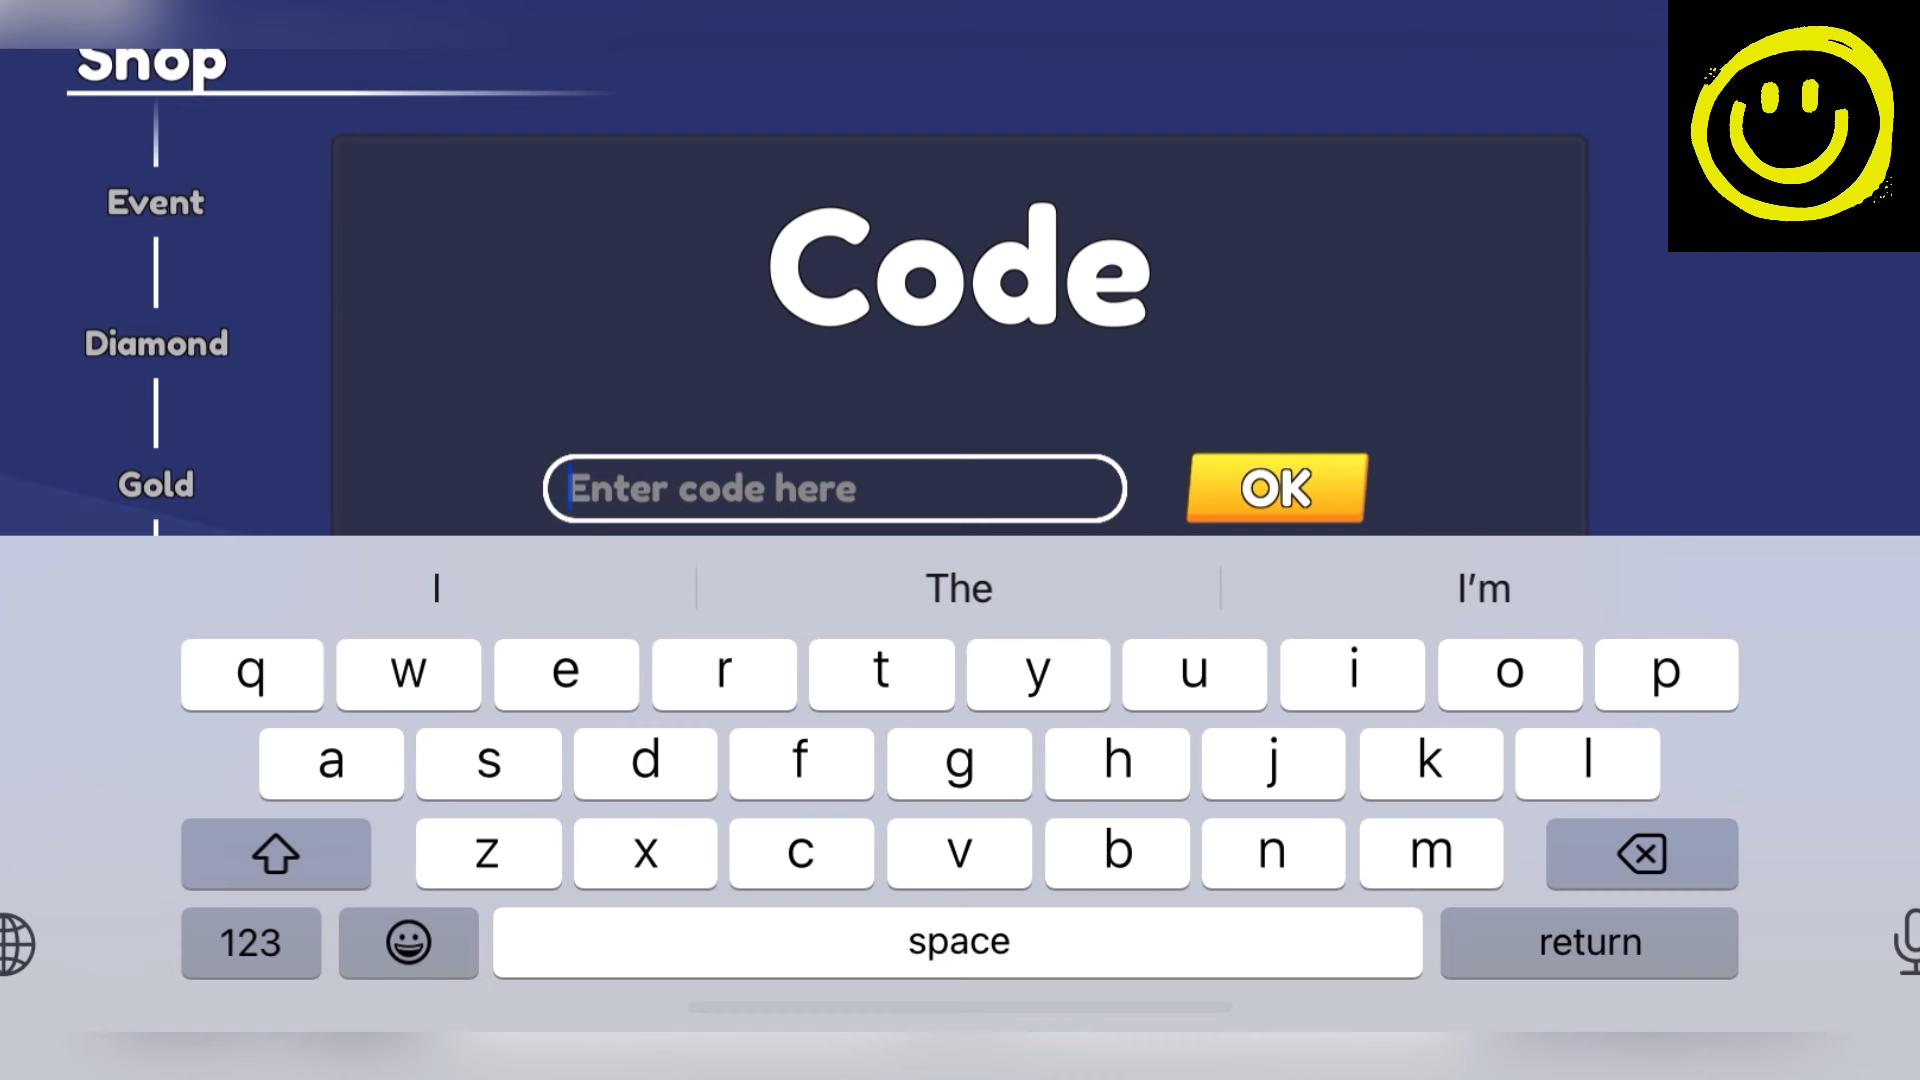 Shop
Event
Diamond
Gold
Code
Enter code here
OK
I The I’m
q w e r t y u i o p
a s d f g h j k l
z x c v b n m
123 space return